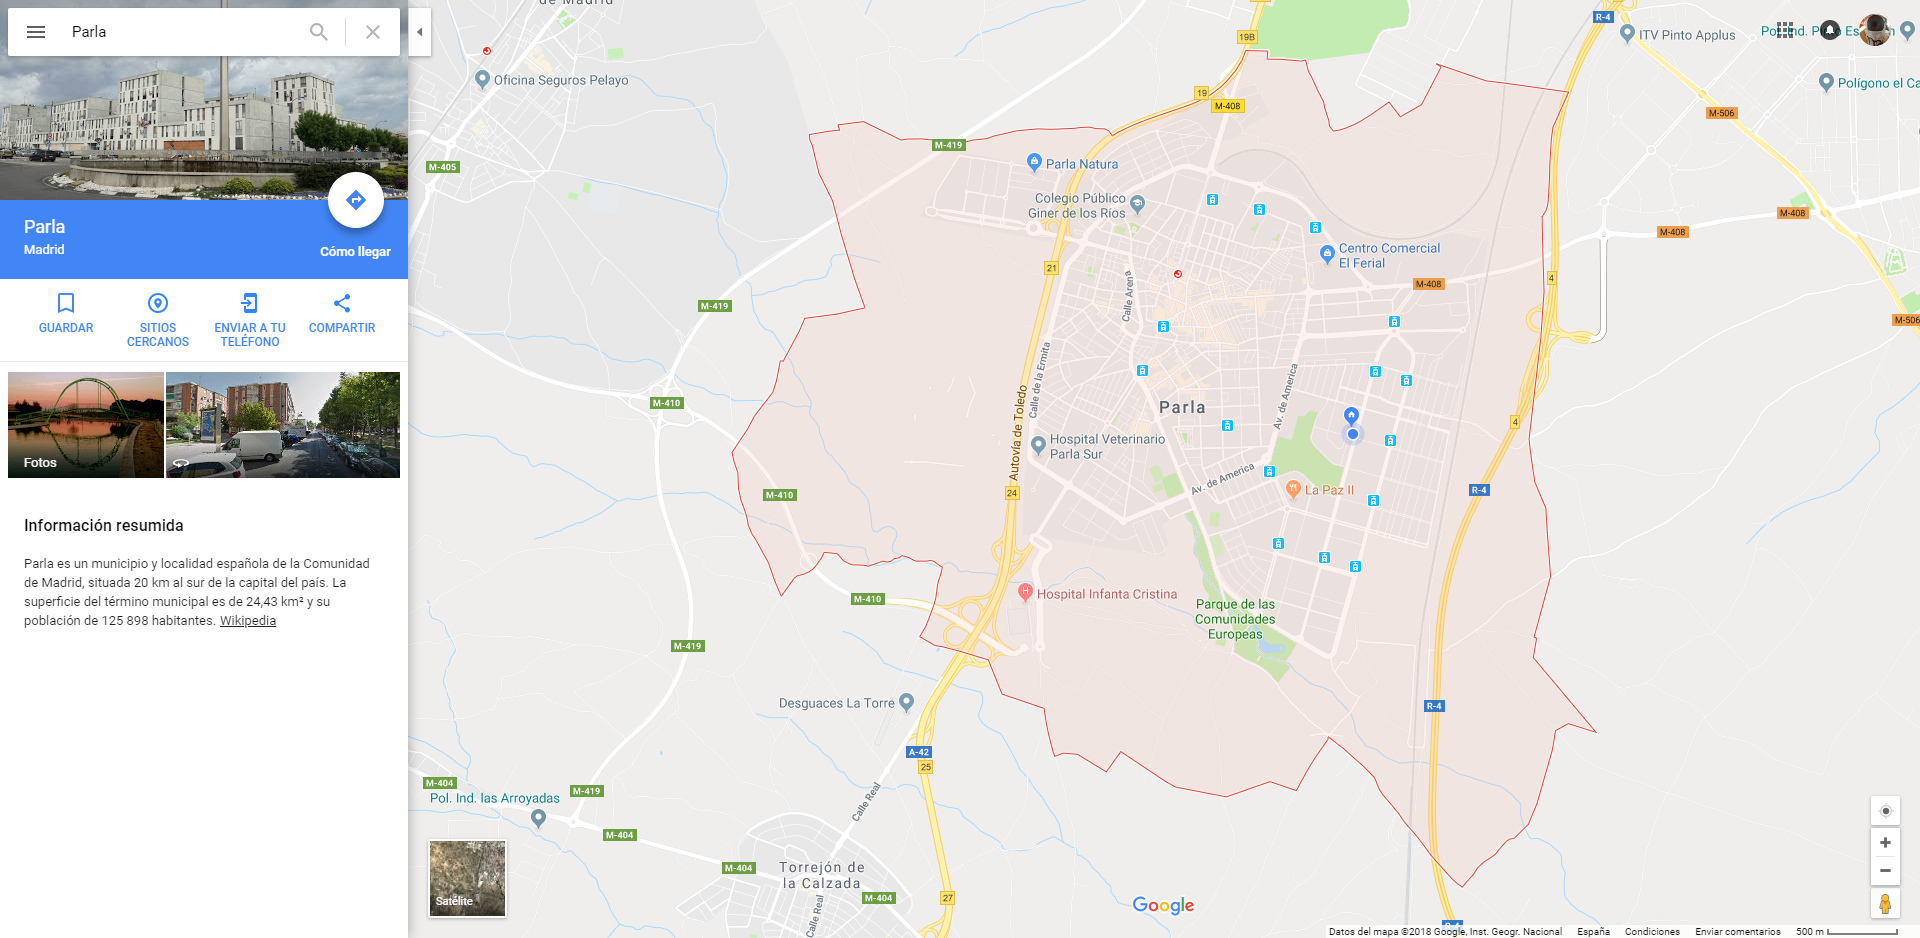 Parla
Parla
Madrid
Cómo llegar
GUARDAR
SITIOS
CERCANOS
ENVIAR A TU
TELÉFONO
COMPARTIR
Fotos
Información resumida
Parla es un municipio y localidad española de la Comunidad
de Madrid, situada 20 km al sur de la capital del país. La
superficie del término municipal es de 24,43 km² y su
población de 125 898 habitantes. Wikipedia
de Madrid
Oficina Seguros Pelayo
M-405
M-419
19B
19
M-408
R-4
ITV Pinto Applus
Polígono el Ca
M-506
Parla Natura
Colegio Público
Giner de los Ríos
M-408
M-408
Centro Comercial
El Ferial
21
4
M-408
M-419
M-506
Calle Arena
Calle de la Ermita
Av. de America
M-410
Parla
4
Autovía de Toledo
Hospital Veterinario
Parla Sur
Av. de America
La Paz II
M-410
24
R-4
M-410
Hospital Infanta Cristina
Parque de las
Comunidades
Europeas
M-419
Desguaces La Torre
R-4
A-42
25
M-404
M-419
Pol. Ind. las Arroyadas
Calle Real
M-404
M-404
Torrejón de
la Calzada
M-404
27
Calle Real
Satélite
Google
Datos del mapa ©2018 Google, Inst. Geogr. Nacional
España
Condiciones
Enviar comentarios
500 m